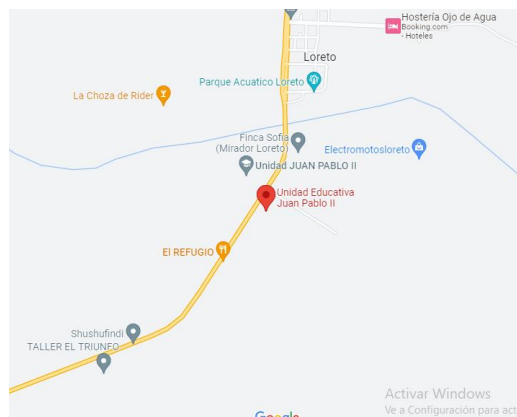 Hostería Ojo de Agua
Booking.com
- Hoteles
Loreto
Parque Acuatico Loreto
La Choza de Rider
Finca Sofia
(Mirador Loreto)
Electromotosloreto
Unidad JUAN PABLO II
Unidad Educativa
Juan Pablo II
El REFUGIO
Shushufindi
TALLER EL TRIUNFO
Activar Windows
Ve a Configuración para act
Google